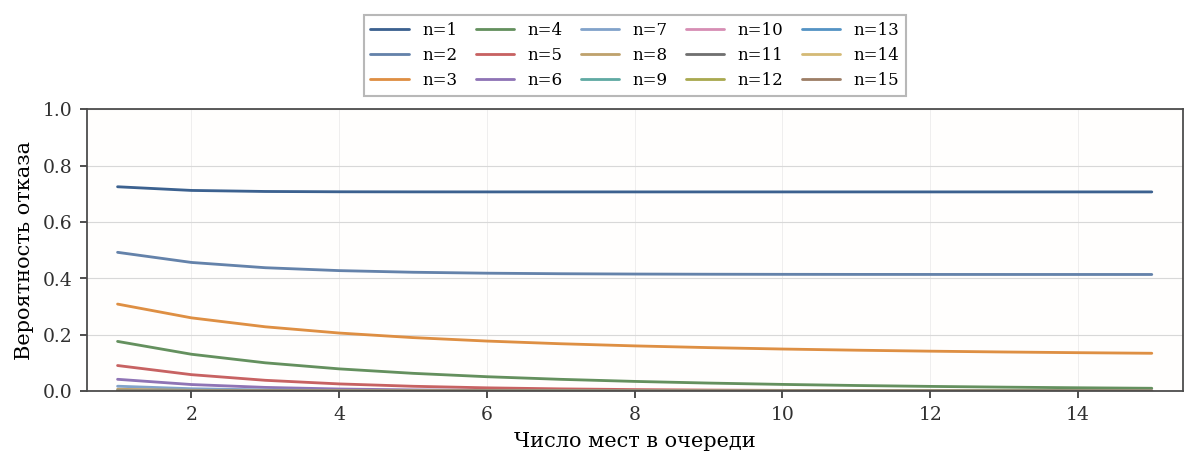 n=1 n=4 n=7 n=10 n=13
n=2 n=5 n=8 n=11 n=14
n=3 n=6 n=9 n=12 n=15
1.0
0.8
0.6
0.4
0.2
0.0
Вероятность отказа
2 4 6 8 10 12 14
Число мест в очереди